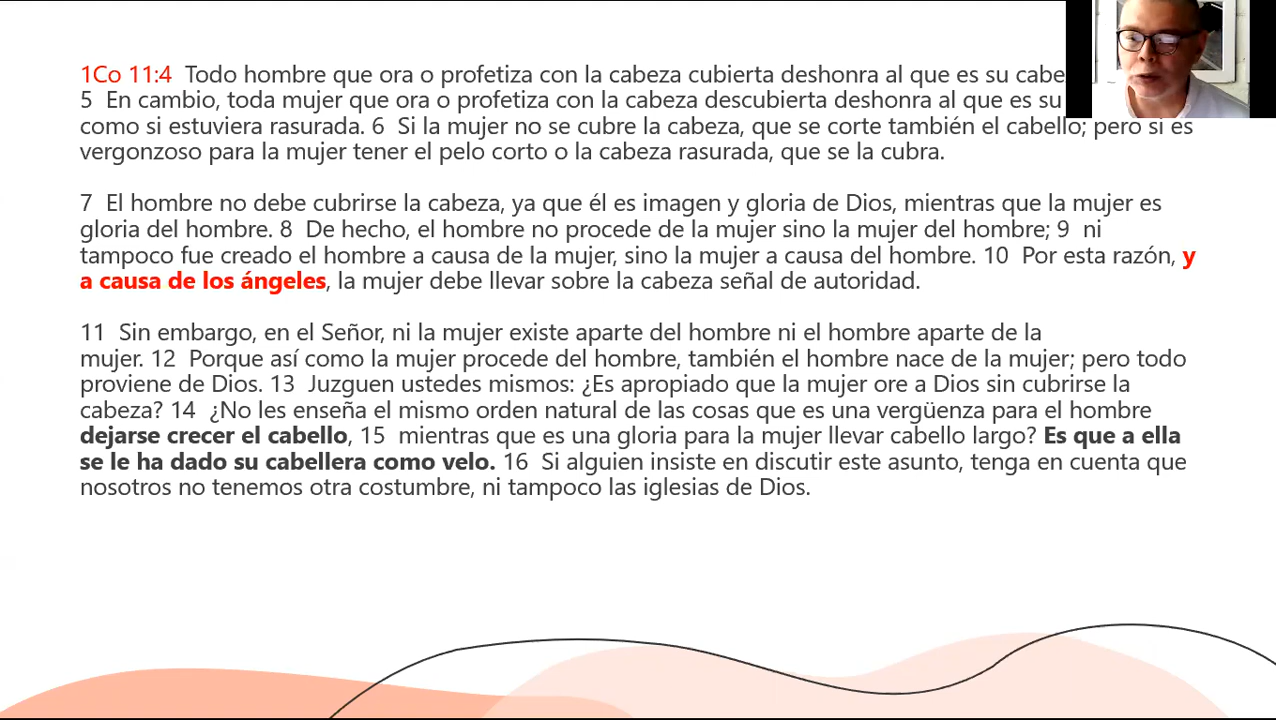 1Co 11:4 Todo hombre que ora o profetiza con la cabeza cubierta deshonra al que es su
5 En cambio, toda mujer que ora o profetiza con la cabeza descubierta deshonra al que es su
como si estuviera rasurada. 6 Si la mujer no se cubre la cabeza, que se corte también el cabello; pero si es
vergonzoso para la mujer tener el pelo corto o la cabeza rasurada, que se la cubra.
7 El hombre no debe cubrirse la cabeza, ya que él es imagen y gloria de Dios, mientras que la mujer es
gloria del hombre. 8 De hecho, el hombre no procede de la mujer sino la mujer del hombre; 9 ni
tampoco fue creado el hombre a causa de la mujer, sino la mujer a causa del hombre. 10 Por esta razón, y
a causa de los ángeles, la mujer debe llevar sobre la cabeza señal de autoridad.
11 Sin embargo, en el Señor, ni la mujer existe aparte del hombre ni el hombre aparte de la
mujer. 12 Porque así como la mujer procede del hombre, también el hombre nace de la mujer; pero todo
proviene de Dios. 13 Juzguen ustedes mismos: ¿Es apropiado que la mujer ore a Dios sin cubrirse la
cabeza? 14 ¿No les enseña el mismo orden natural de las cosas que es una vergüenza para el hombre
dejarse crecer el cabello, 15 mientras que es una gloria para la mujer llevar cabello largo? Es que a ella
se le ha dado su cabellera como velo. 16 Si alguien insiste en discutir este asunto, tenga en cuenta que
nosotros no tenemos otra costumbre, ni tampoco las iglesias de Dios.